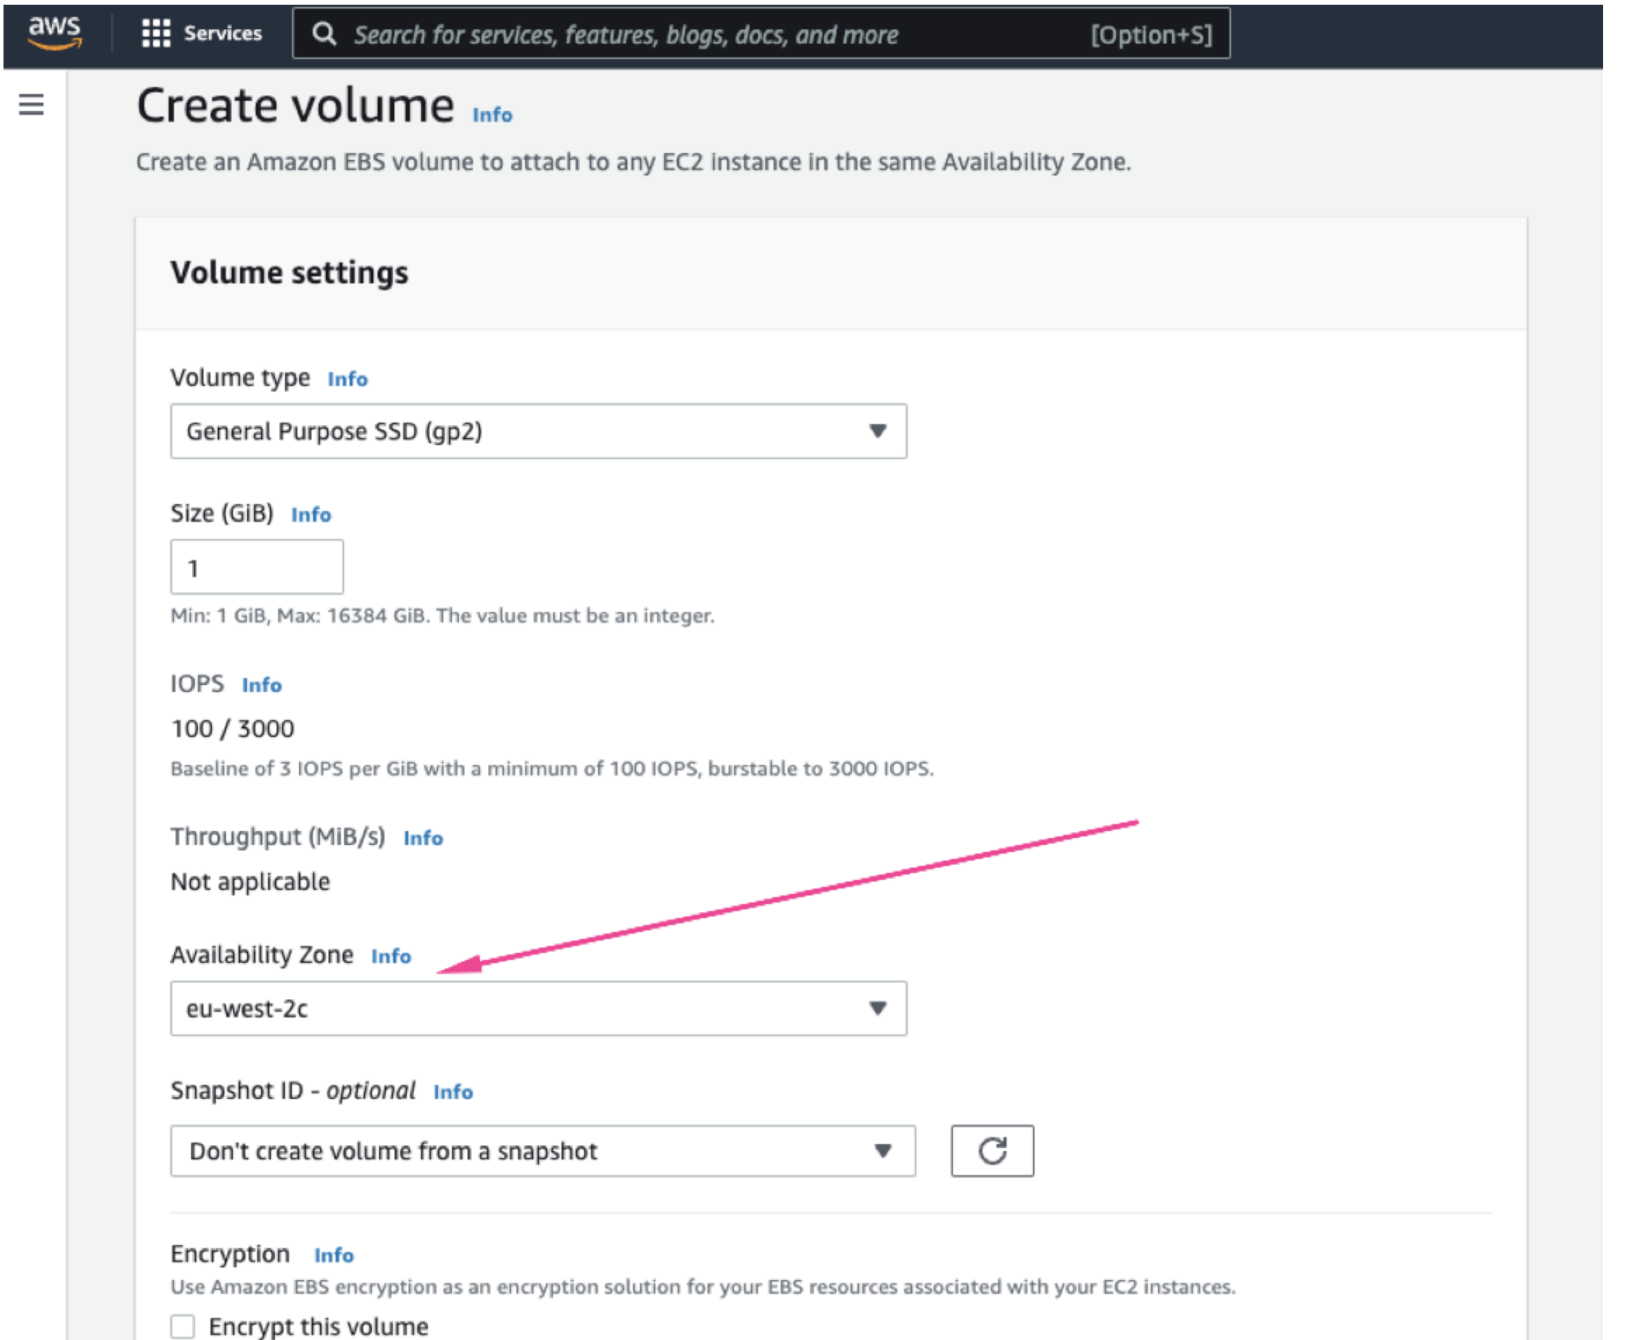 aws
Services
Search for services, features, blogs, docs, and more
[Option+S]
Create volume Info
Create an Amazon EBS volume to attach to any EC2 instance in the same Availability Zone.
Volume settings
Volume type Info
General Purpose SSD (gp2)
Size (GiB) Info
1
Min: 1 GiB, Max: 16384 GiB. The value must be an integer.
IOPS Info
100 / 3000
Baseline of 3 IOPS per GiB with a minimum of 100 IOPS, burstable to 3000 IOPS.
Throughput (MiB/s) Info
Not applicable
Availability Zone Info
eu-west-2c
Snapshot ID - optional Info
Don't create volume from a snapshot
Encryption Info
Use Amazon EBS encryption as an encryption solution for your EBS resources associated with your EC2 instances.
Encrypt this volume